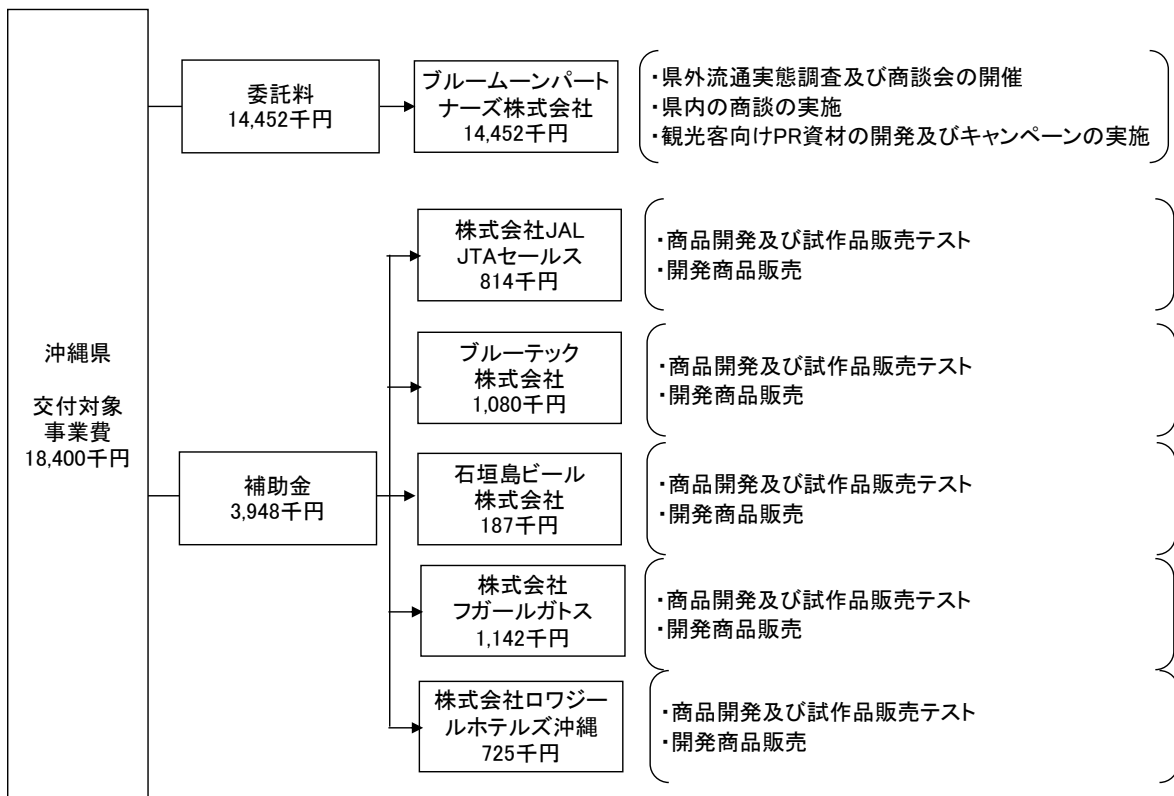 沖縄県
交付対象
事業費
18,400千円
委託料
14,452千円
ブルームーンパート
ナーズ株式会社
14,452千円
・県外流通実態調査及び商談会の開催
・県内の商談の実施
・観光客向けPR資材の開発及びキャンペーンの実施
補助金
3,948千円
株式会社JAL
JTAセールス
814千円
・商品開発及び試作品販売テスト
・開発商品販売
ブルーテック
株式会社
1,080千円
・商品開発及び試作品販売テスト
・開発商品販売
石垣島ビール
株式会社
187千円
・商品開発及び試作品販売テスト
・開発商品販売
株式会社
フガールガトス
1,142千円
・商品開発及び試作品販売テスト
・開発商品販売
株式会社ロワジー
ルホテルズ沖縄
725千円
・商品開発及び試作品販売テスト
・開発商品販売